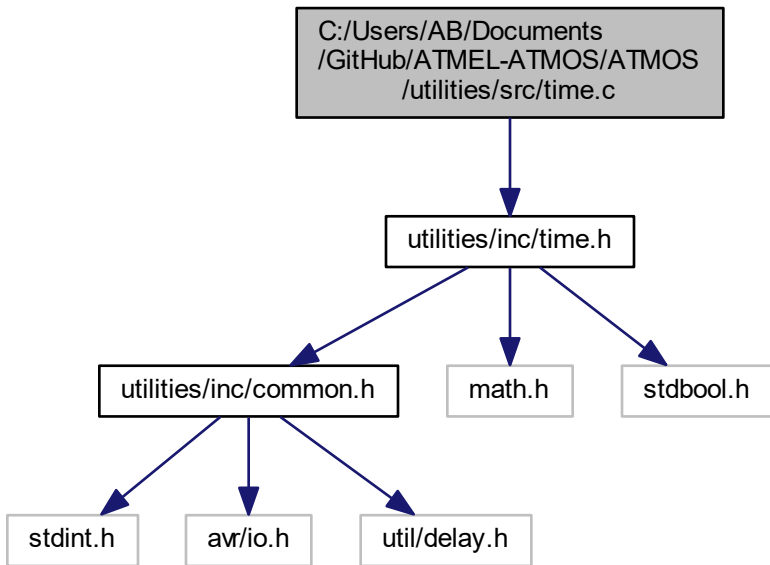 C:/Users/AB/Documents
/GitHub/ATMEL-ATMOS/ATMOS
/utilities/src/time.c
utilities/inc/time.h
utilities/inc/common.h
math.h
stdbool.h
stdint.h
avr/io.h
util/delay.h